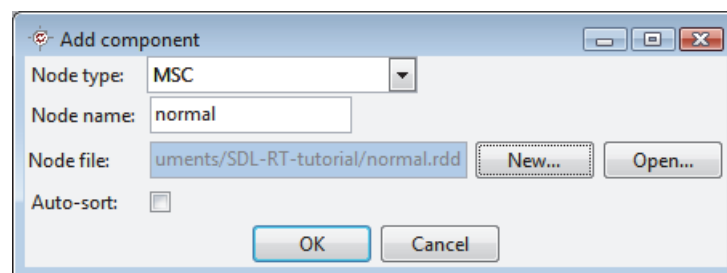 Add component
Node type: MSC
Node name: normal
Node file: uments/SDL-RT-tutorial/normal.rdd New... Open...
Auto-sort:
OK Cancel